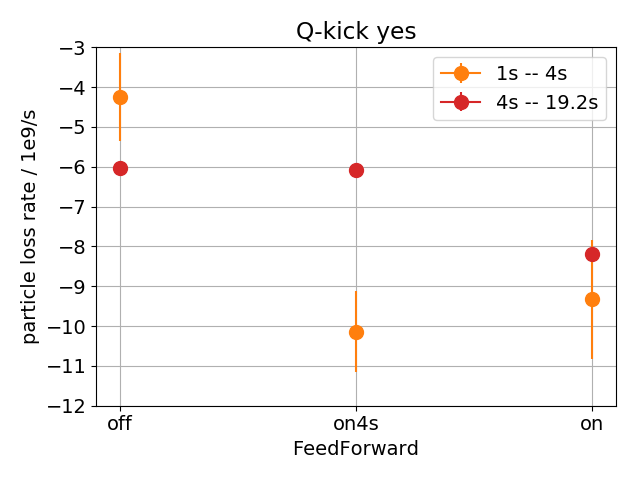 Q-kick yes
1s -- 4s
4s -- 19.2s
particle loss rate / 1e9/s
−3
−4
−5
−6
−7
−8
−9
−10
−11
−12
off
on4s
on
FeedForward